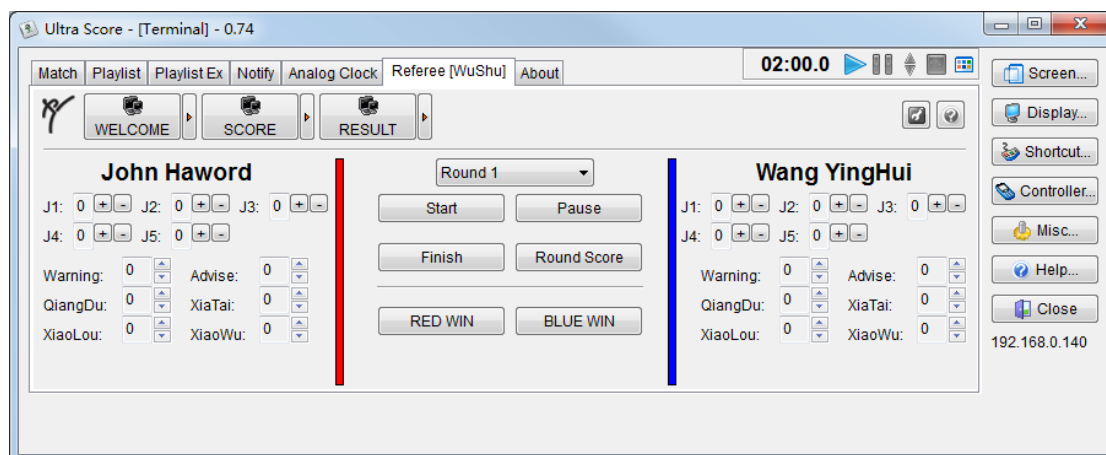 Ultra Score - [Terminal] - 0.74
Match Playlist Playlist Ex Notify Analog Clock Referee [WuShu] About 02:00.0
Screen...
WELCOME SCORE RESULT
Display...
Shortcut...
John Haword Round 1 Wang YingHui
Controller...
J1: 0 + - J2: 0 + - J3: 0 + - Start Pause J1: 0 + - J2: 0 + - J3: 0 + -
J4: 0 + - J5: 0 + - J4: 0 + - J5: 0 + -
Misc...
Finish Round Score
Warning: 0 Advise: 0 Warning: 0 Advise: 0
Help...
QiangDu: 0 XiaTai: 0 QiangDu: 0 XiaTai: 0
Close
RED WIN BLUE WIN
XiaoLou: 0 XiaoWu: 0 XiaoLou: 0 XiaoWu: 0
192.168.0.140